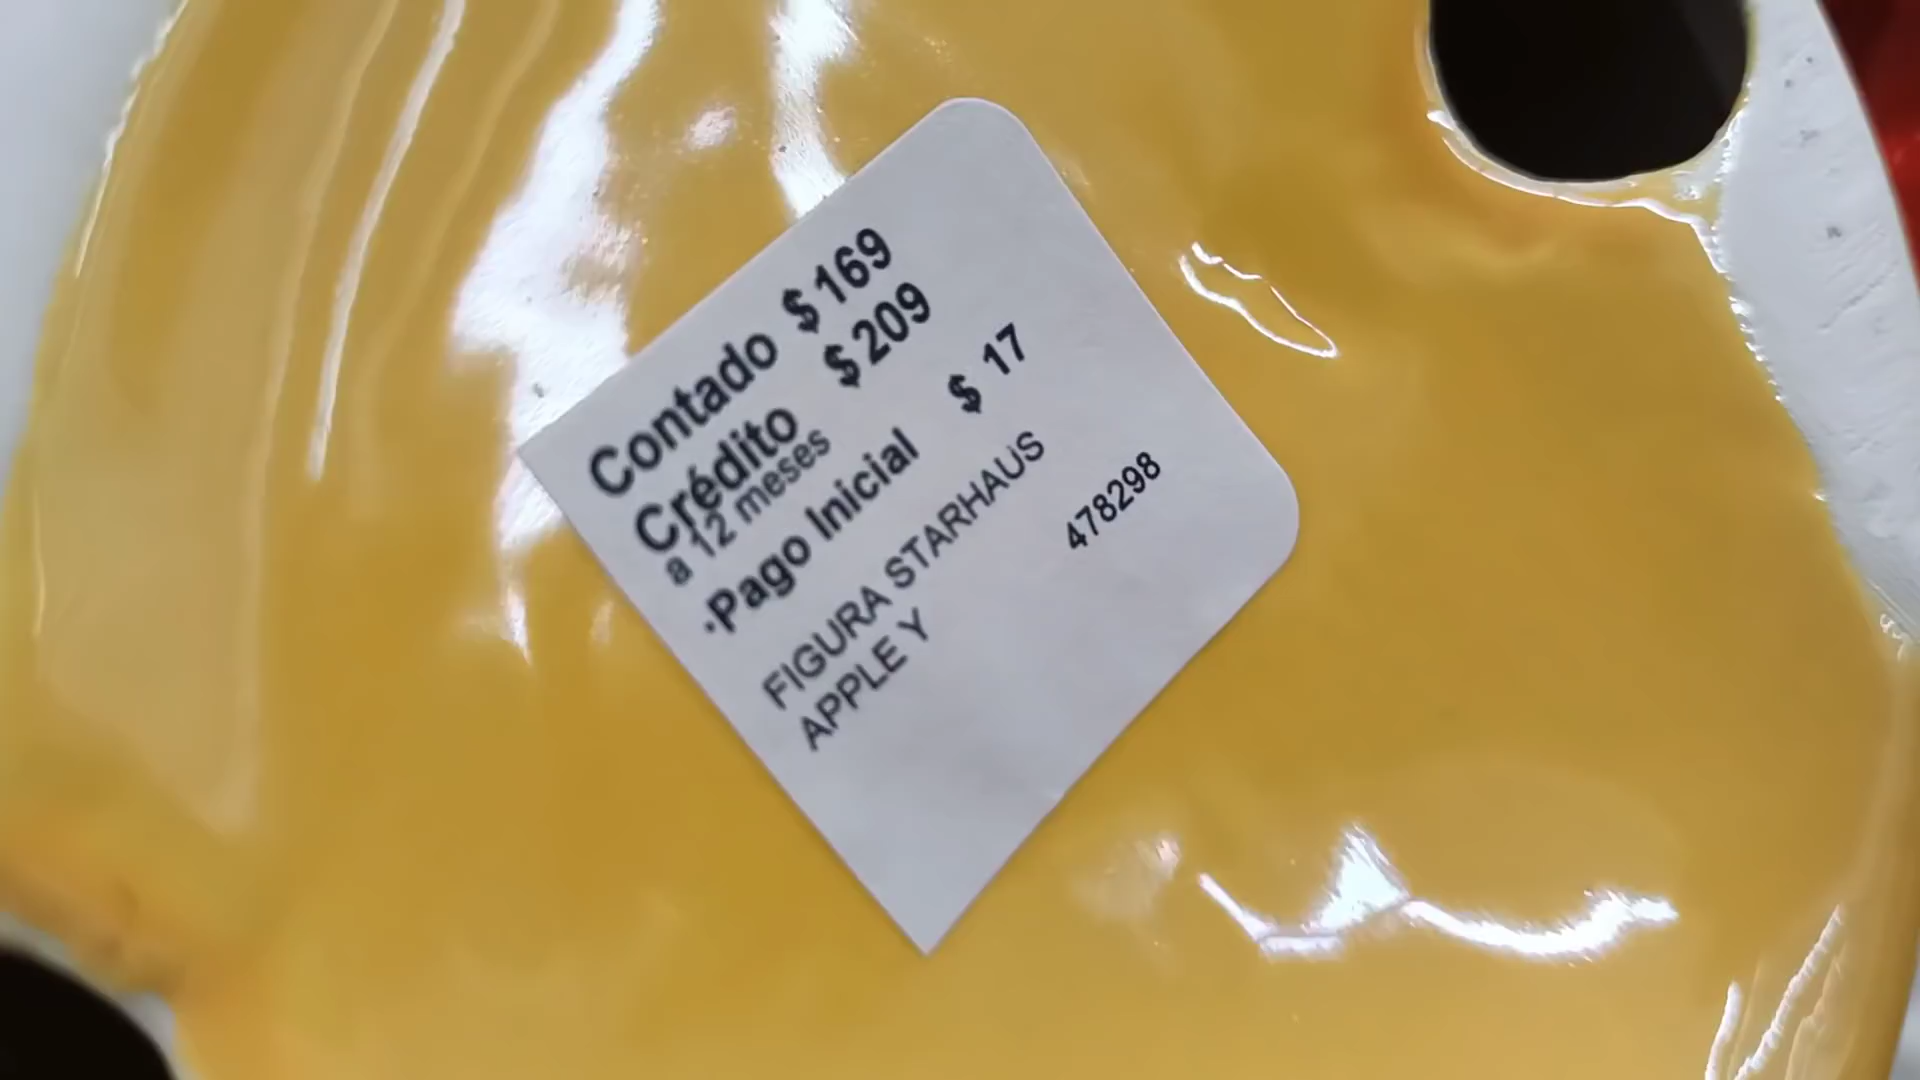 Contado $169
Crédito $209
a 12 meses
.Pago Inicial $ 17
FIGURA STARHAUS
APPLE Y
478298